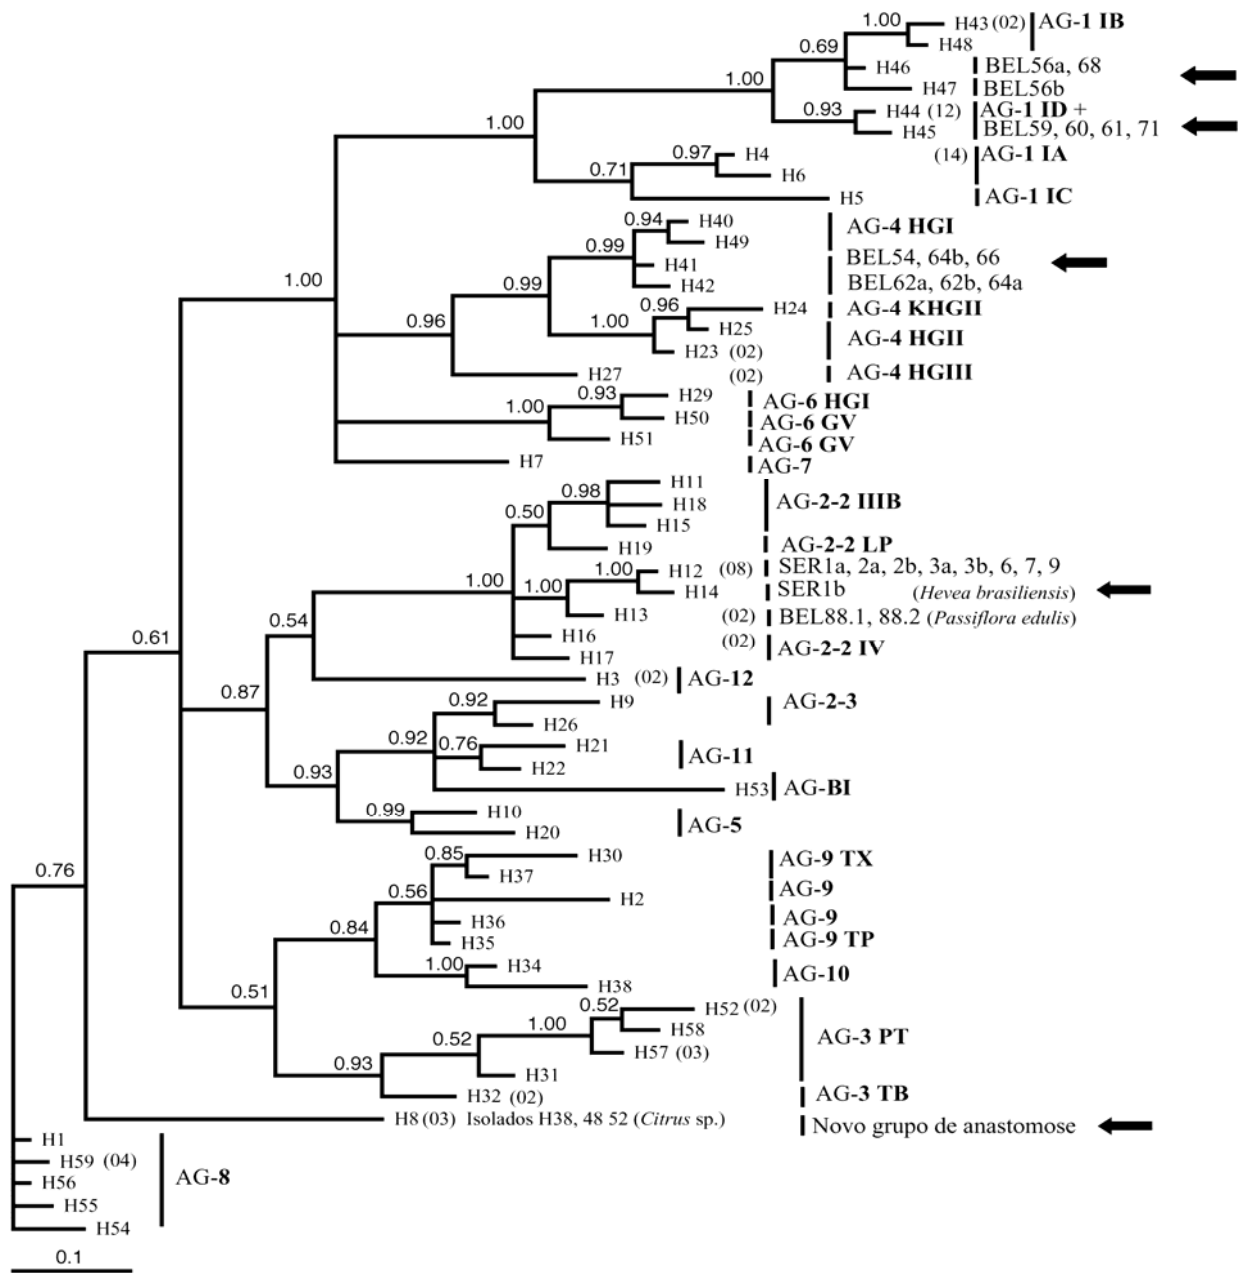 1.00 H43 (02) AG-1 IB
0.69 H48
H46 BEL56a, 68
1.00 H47 BEL56b
0.93 H44 (12) AG-1 ID +
H45 BEL59, 60, 61, 71
1.00
0.97 H4 (14) AG-1 IA
0.71 H6
H5 AG-1 IC
0.94 H40 AG-4 HGI
0.99 H49
H41 BEL54, 64b, 66
H42 BEL62a, 62b, 64a
1.00 0.99
0.96 H24 AG-4 KHGII
0.96 1.00 H25 AG-4 HGII
H23 (02)
H27 (02) AG-4 HGIII
0.93 H29 AG-6 HGI
1.00 H50 AG-6 GV
H51 AG-6 GV
H7 AG-7
0.98 H11
0.50 H18 AG-2-2 IIIB
H15
H19 AG-2-2 LP
1.00 H12 (08) SER1a, 2a, 2b, 3a, 3b, 6, 7, 9
1.00 1.00 H14 SER1b (Hevea brasiliensis)
H13 (02) BEL88.1, 88.2 (Passiflora edulis)
0.54 H16 (02)
0.61 H17 AG-2-2 IV
H3 (02) AG-12
0.87 0.92 H9 AG-2-3
H26
0.92 0.76 H21 AG-11
0.93 H22
H53 AG-BI
0.99 H10 AG-5
H20
0.85 H30 AG-9 TX
0.76 H37
0.56 H2 AG-9
H36 AG-9
0.84 H35 AG-9 TP
1.00 H34 AG-10
H38
0.51 0.52 H52 (02)
1.00 H58 AG-3 PT
0.52 H57 (03)
0.93 H31
H32 (02) AG-3 TB
H8 (03) Isolados H38, 48 52 (Citrus sp.) Novo grupo de anastomose
H1
H59 (04)
H56 AG-8
H55
H54
0.1